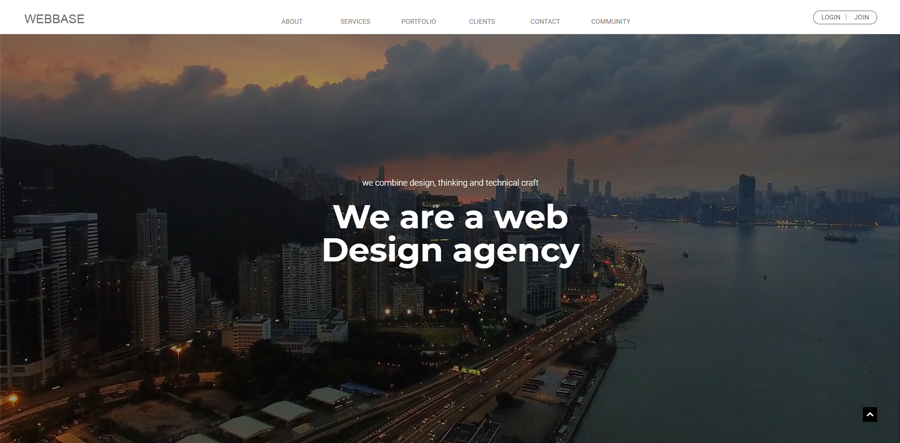 WEBBASE
ABOUT SERVICES PORTFOLIO CLIENTS CONTACT COMMUNITY
LOGIN | JOIN
we combine design, thinking and technical craft
We are a web
Design agency